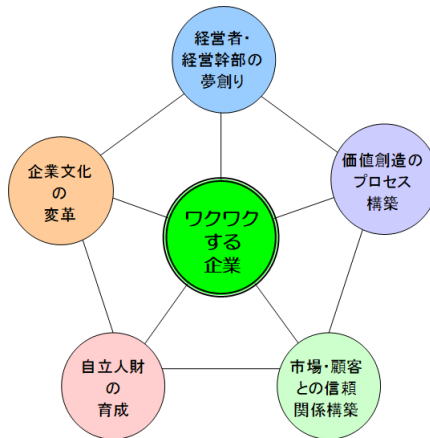 経営者・
経営幹部の
夢創り
企業文化
の
変革
価値創造の
プロセス
構築
ワクワク
する
企業
自立人財
の
育成
市場・顧客
との信頼
関係構築